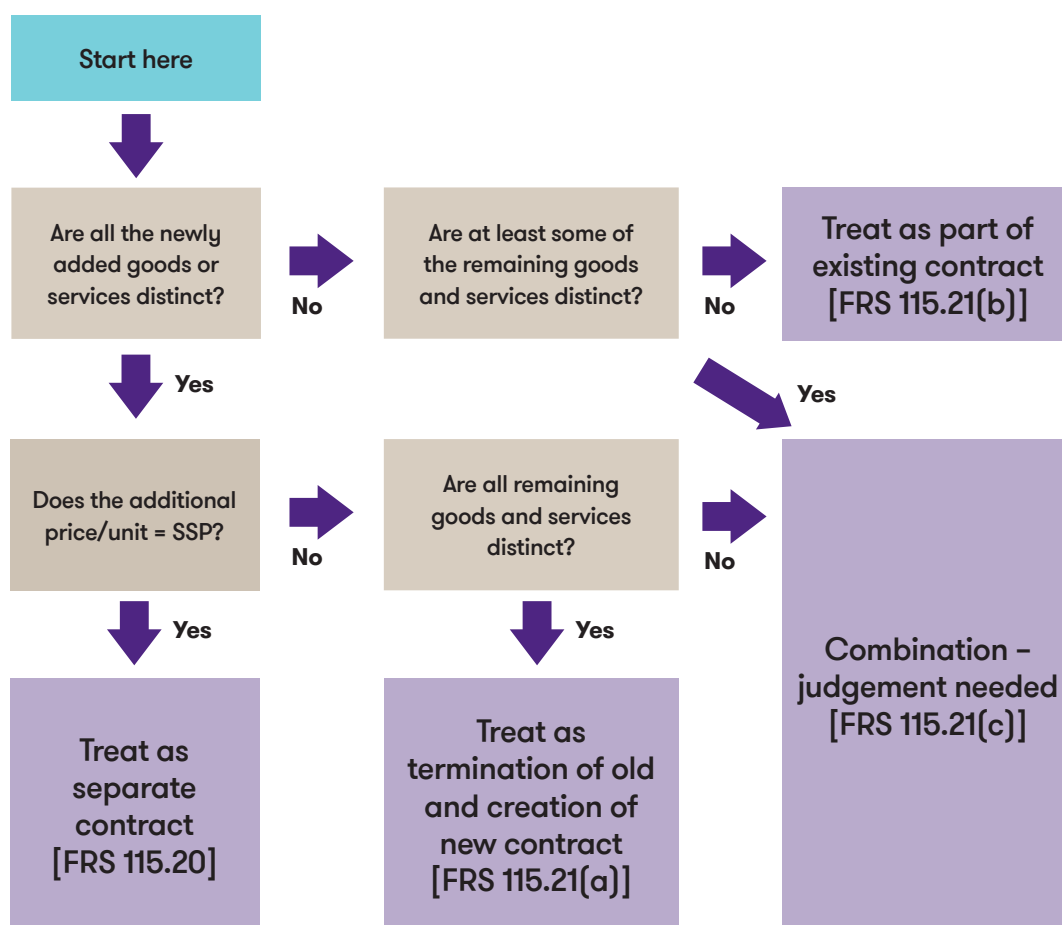 Start here
Are all the newly
added goods or
services distinct?
No
Are at least some of
the remaining goods
and services distinct?
No
Treat as part of
existing contract
[FRS 115.21(b)]
Yes
Yes
Does the additional
price/unit = SSP?
No
Are all remaining
goods and services
distinct?
No
Combination –
judgement needed
[FRS 115.21(c)]
Yes
Yes
Treat as
separate
contract
[FRS 115.20]
Treat as
termination of old
and creation of
new contract
[FRS 115.21(a)]